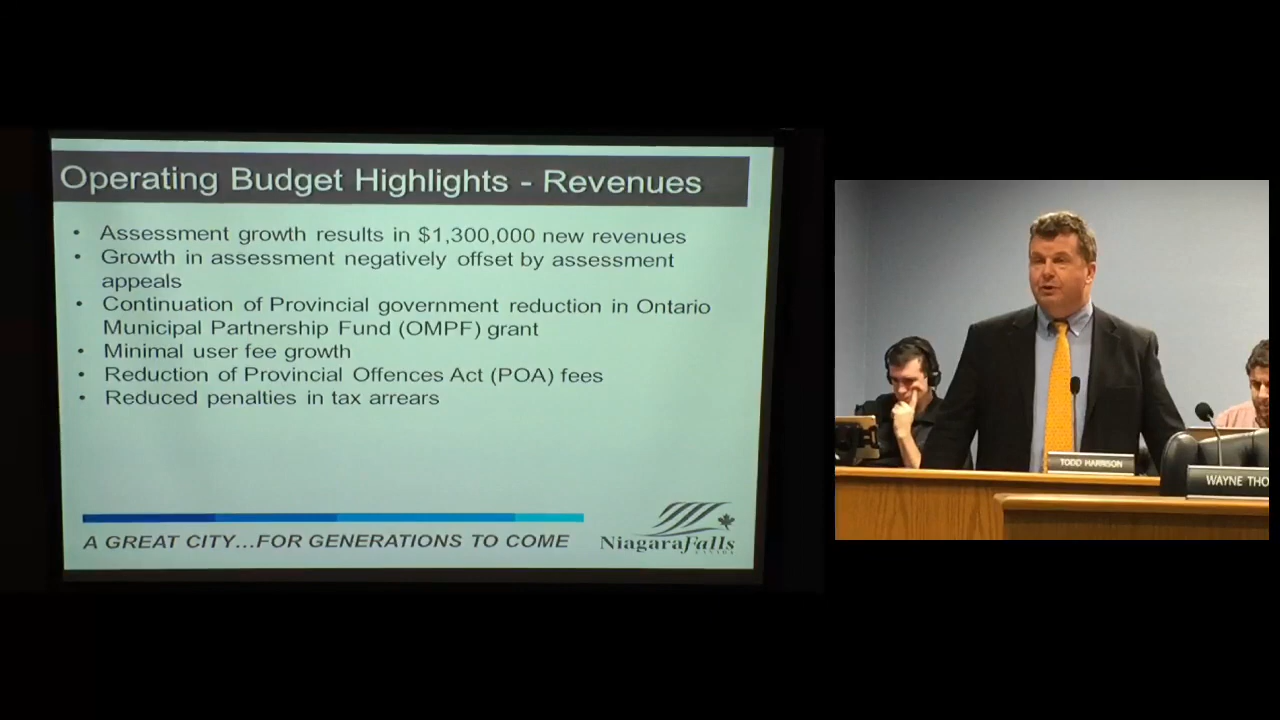 Operating Budget Highlights - Revenues
• Assessment growth results in $1,300,000 new revenues
• Growth in assessment negatively offset by assessment
appeals
• Continuation of Provincial government reduction in Ontario
Municipal Partnership Fund (OMPF) grant
• Minimal user fee growth
• Reduction of Provincial Offences Act (POA) fees
• Reduced penalties in tax arrears
A GREAT CITY...FOR GENERATIONS TO COME
NiagaraFalls
CANADA
TODD HARRISON
WAYNE THO